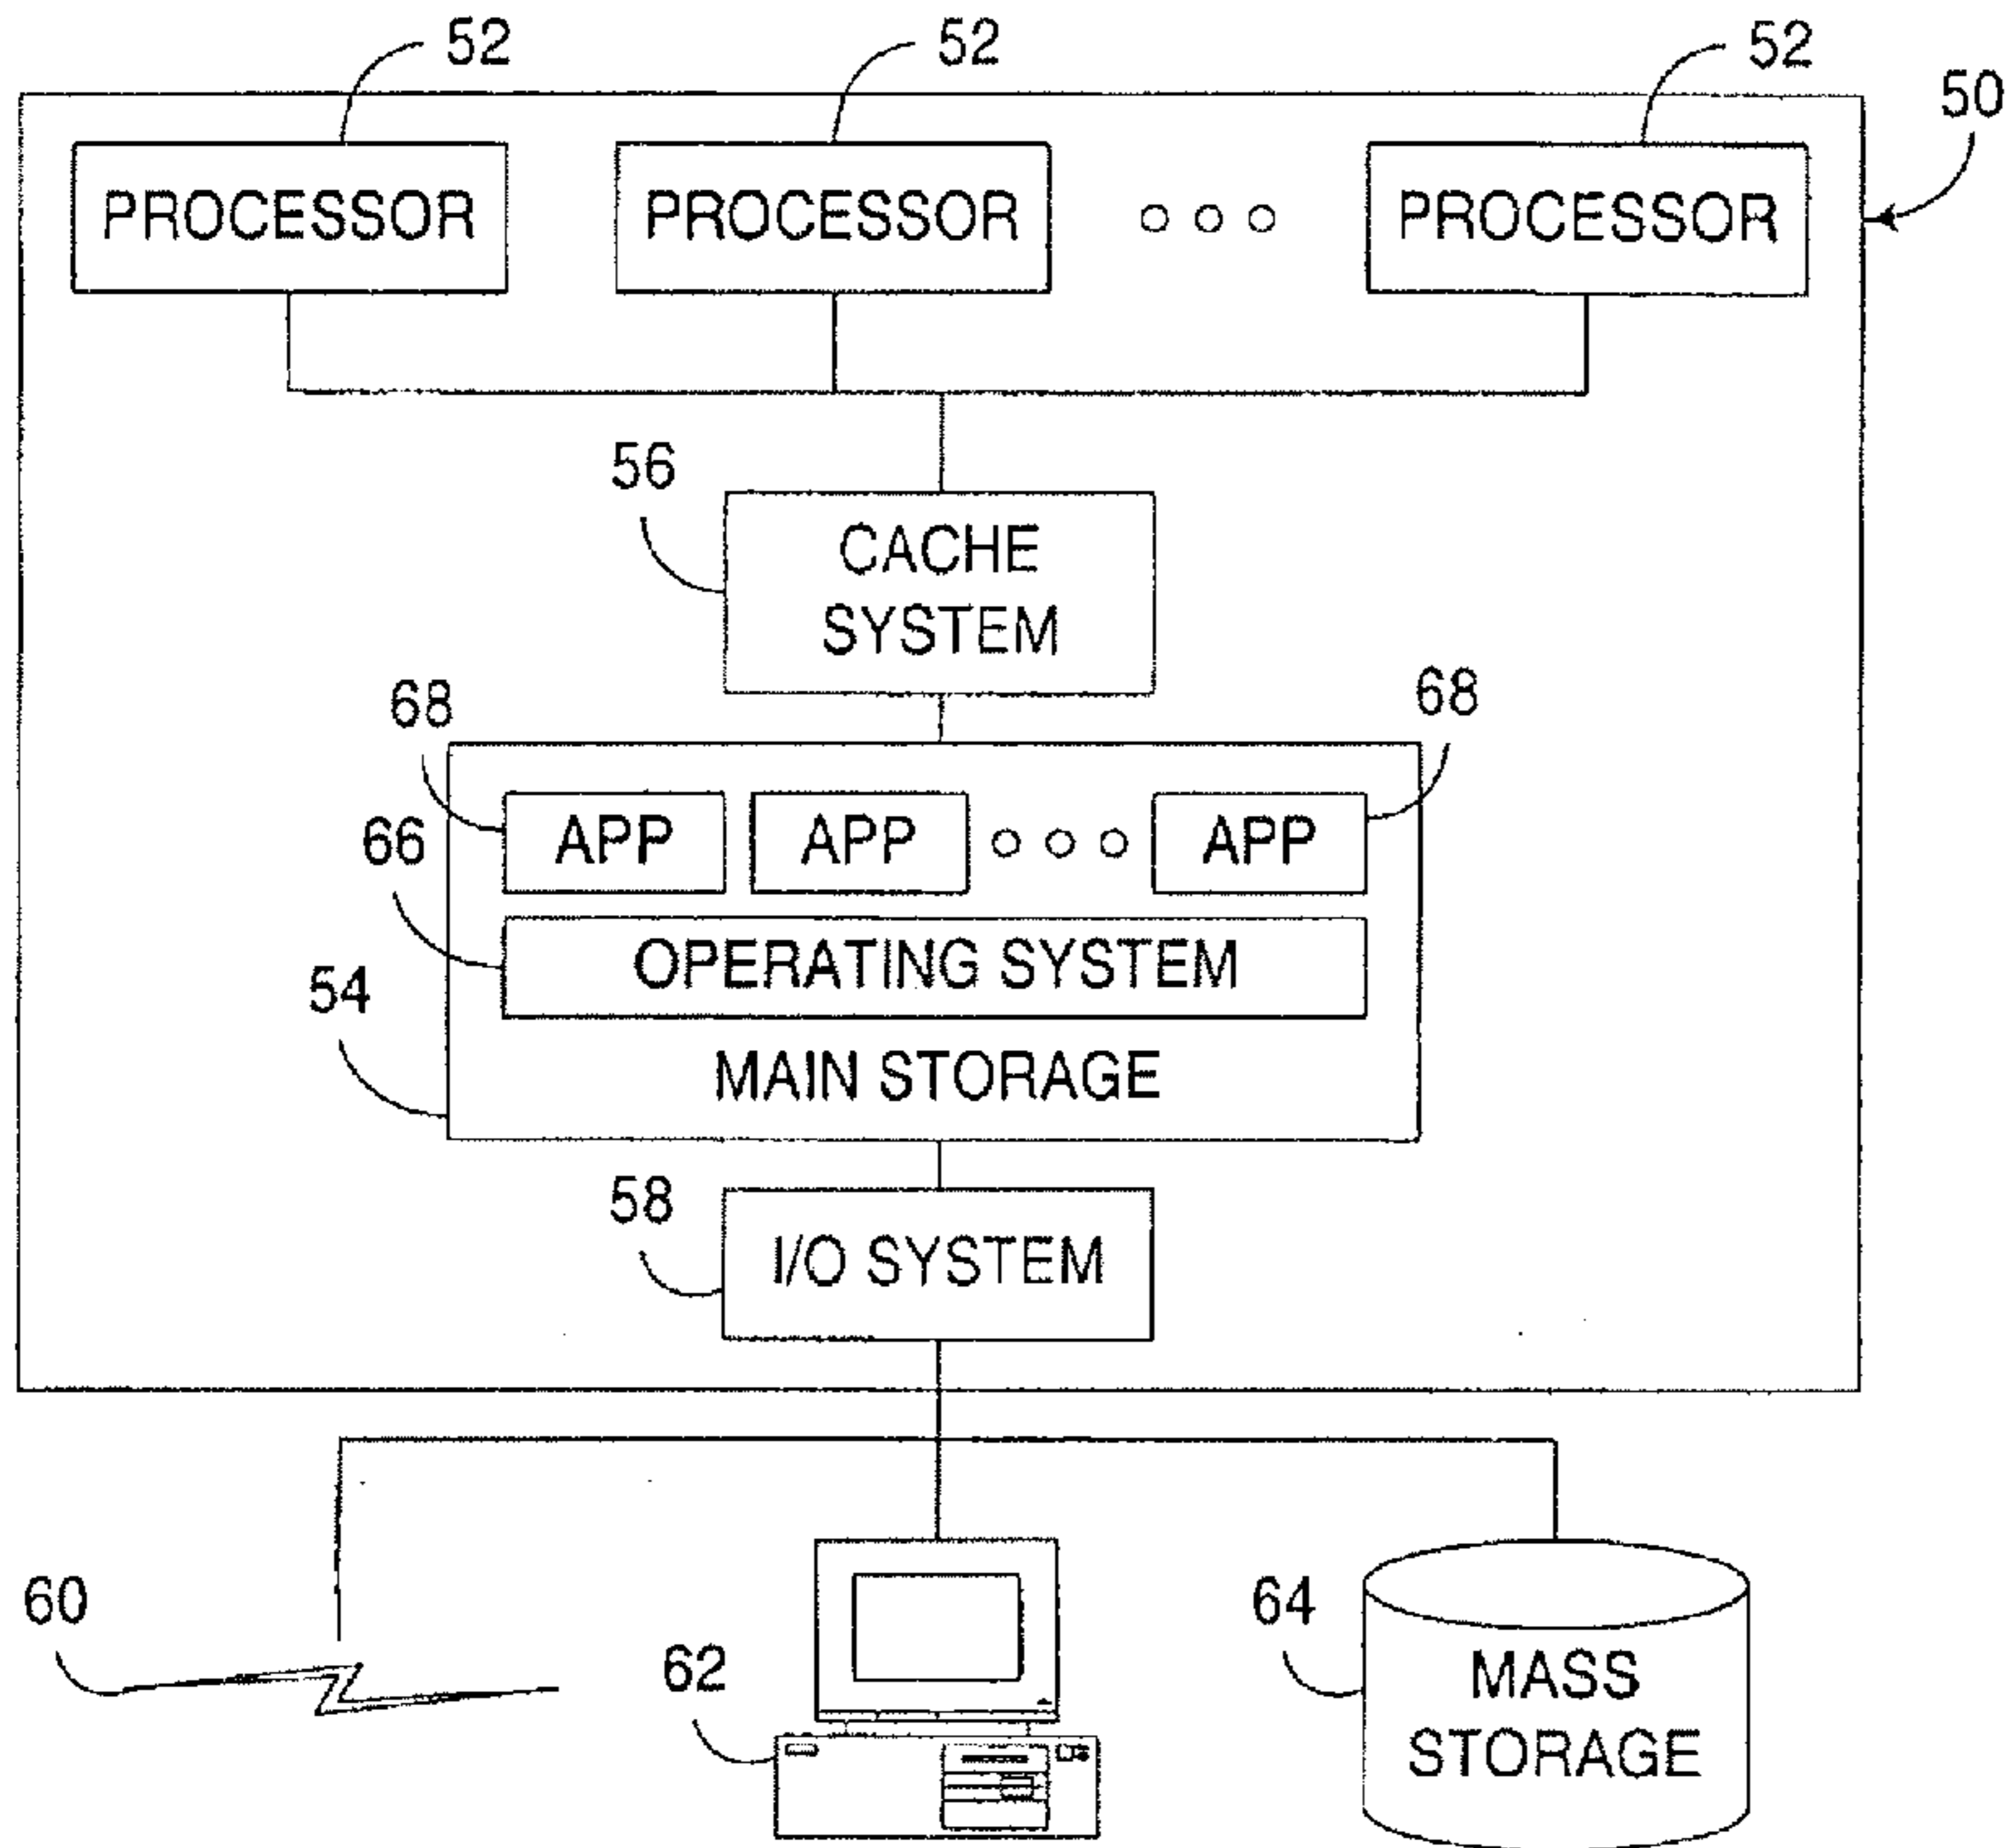 52
52
52
50
PROCESSOR
PROCESSOR
PROCESSOR
56
CACHE
SYSTEM
68
68
APP
APP
APP
66
OPERATING SYSTEM
54
MAIN STORAGE
58
I/O SYSTEM
60
62
64
MASS
STORAGE